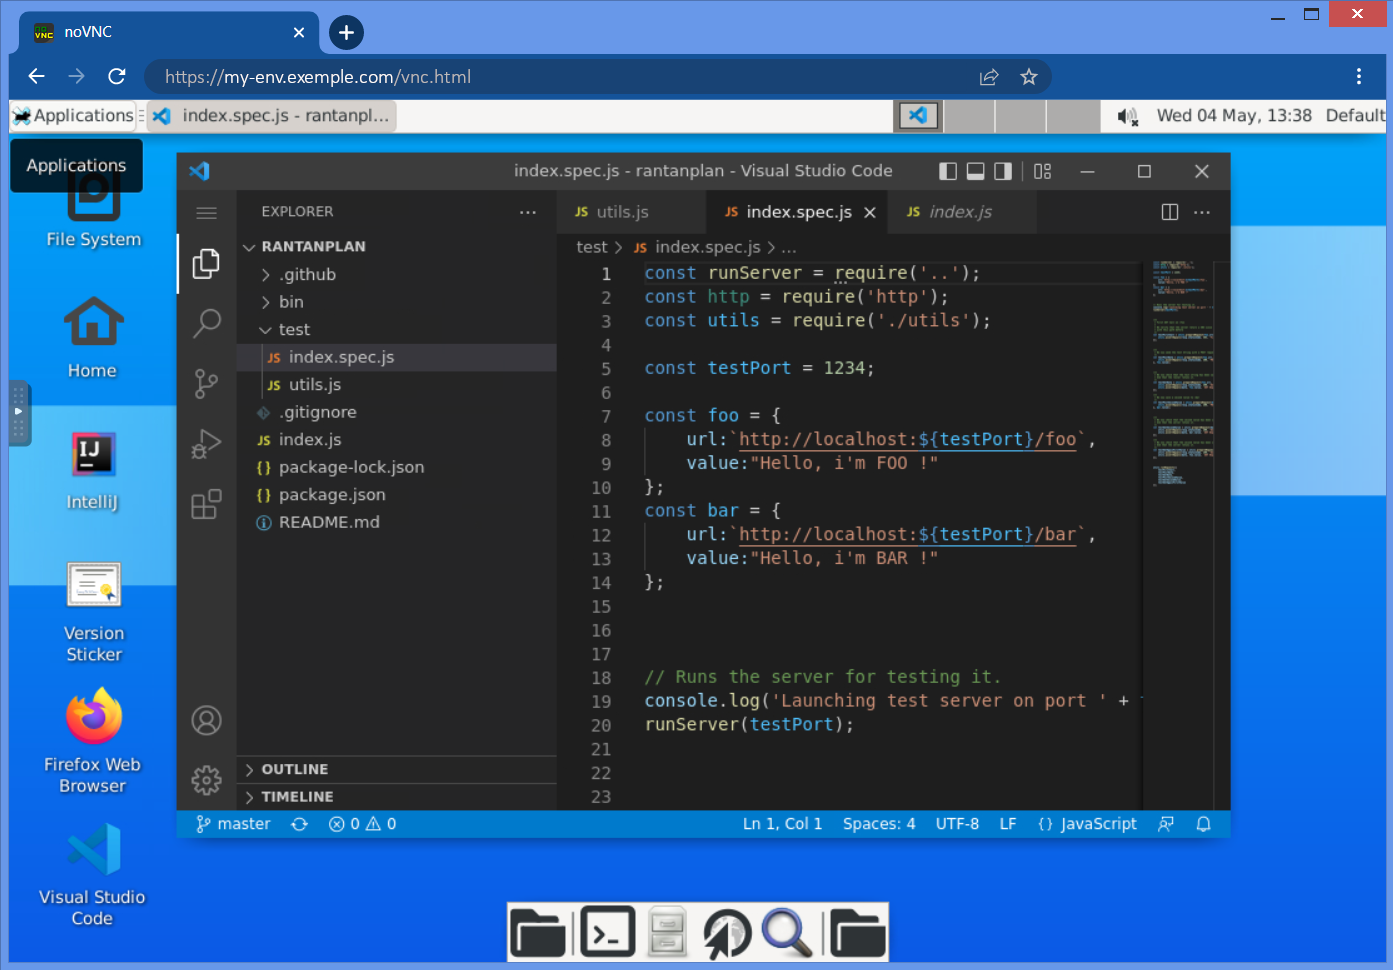 noVNC
https://my-env.exemple.com/vnc.html
Applications
index.spec.js - rantanpl...
Wed 04 May, 13:38
Default
Applications
File System
Home
IJ
IntelliJ
Version
Sticker
Firefox Web
Browser
Visual Studio
Code
index.spec.js - rantanplan - Visual Studio Code
EXPLORER
RANTANPLAN
.github
bin
test
JS index.spec.js
JS utils.js
.gitignore
JS index.js
{} package-lock.json
{} package.json
README.md
OUTLINE
TIMELINE
JS utils.js
JS index.spec.js
JS index.js
test > JS index.spec.js > ...
1 const runServer = require('..');
2 const http = require('http');
3 const utils = require('./utils');
4
5 const testPort = 1234;
6
7 const foo = {
8 url:`http://localhost:${testPort}/foo`,
9 value:"Hello, i'm FOO !"
10 };
11 const bar = {
12 url:`http://localhost:${testPort}/bar`,
13 value:"Hello, i'm BAR !"
14 };
15
16
17
18 // Runs the server for testing it.
19 console.log('Launching test server on port ' +
20 runServer(testPort);
21
22
23
master
0
0
Ln 1, Col 1
Spaces: 4
UTF-8
LF
{} JavaScript